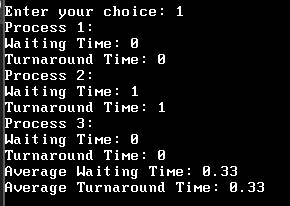 Enter your choice: 1
Process 1:
Waiting Time: 0
Turnaround Time: 0
Process 2:
Waiting Time: 1
Turnaround Time: 1
Process 3:
Waiting Time: 0
Turnaround Time: 0
Average Waiting Time: 0.33
Average Turnaround Time: 0.33